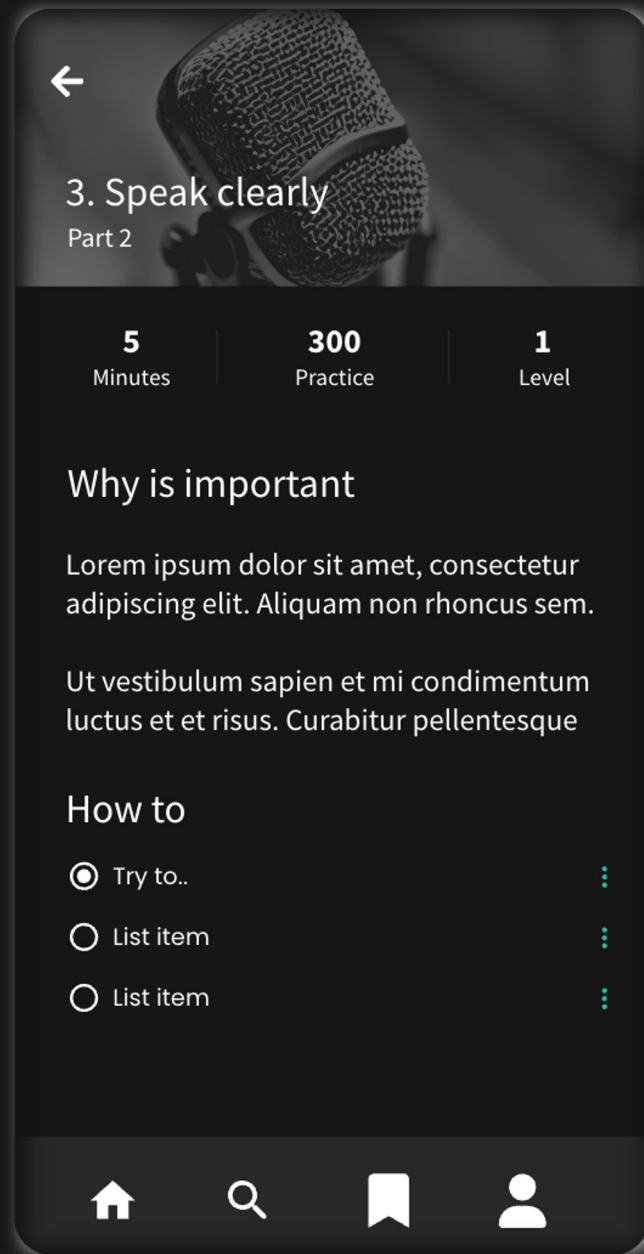 3. Speak clearly
Part 2
5
Minutes
300
Practice
1
Level
Why is important
Lorem ipsum dolor sit amet, consectetur
adipiscing elit. Aliquam non rhoncus sem.
Ut vestibulum sapien et mi condimentum
luctus et et risus. Curabitur pellentesque
How to
Try to..
List item
List item